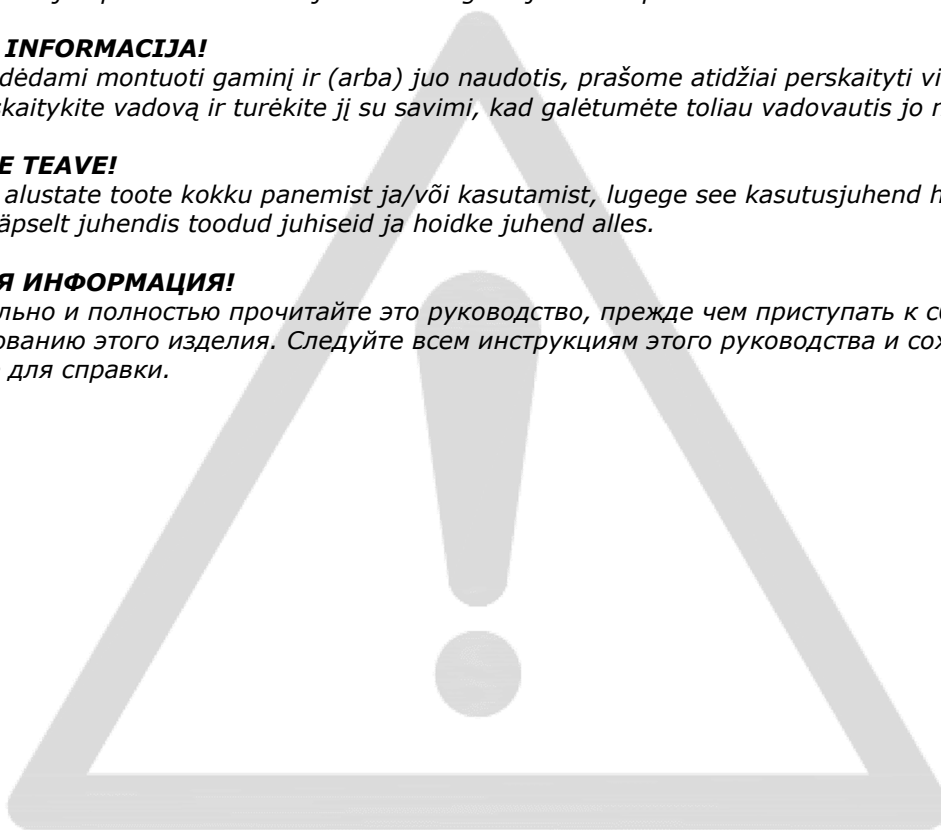 INFORMACIJA!
dėdami montuoti gaminį ir (arba) juo naudotis, prašome atidžiai perskaityti vi
kaitykite vadovą ir turėkite jį su savimi, kad galėtumėte toliau vadovautis jo n
E TEAVE!
alustate toote kokku panemist ja/või kasutamist, lugege see kasutusjuhend h
äpselt juhendis toodud juhiseid ja hoidke juhend alles.
Я ИНФОРМАЦИЯ!
льно и полностью прочитайте это руководство, прежде чем приступать к с
ованию этого изделия. Следуйте всем инструкциям этого руководства и сох
для справки.